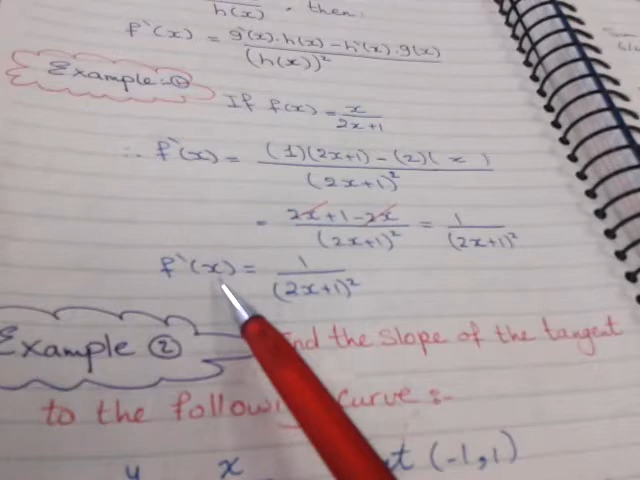 h(x) , then
f`(x) = g`(x).h(x) - h`(x).g(x) / (h(x))²
Example:- ①
If f(x) = x / 2x+1
∴ f`(x) = (1)(2x+1) - (2)(x) / (2x+1)²
= 2x+1-2x / (2x+1)² = 1 / (2x+1)²
f`(x) = 1 / (2x+1)²
Example ② Find the slope of the tangent
to the following curve :-
y x at (-1,1)